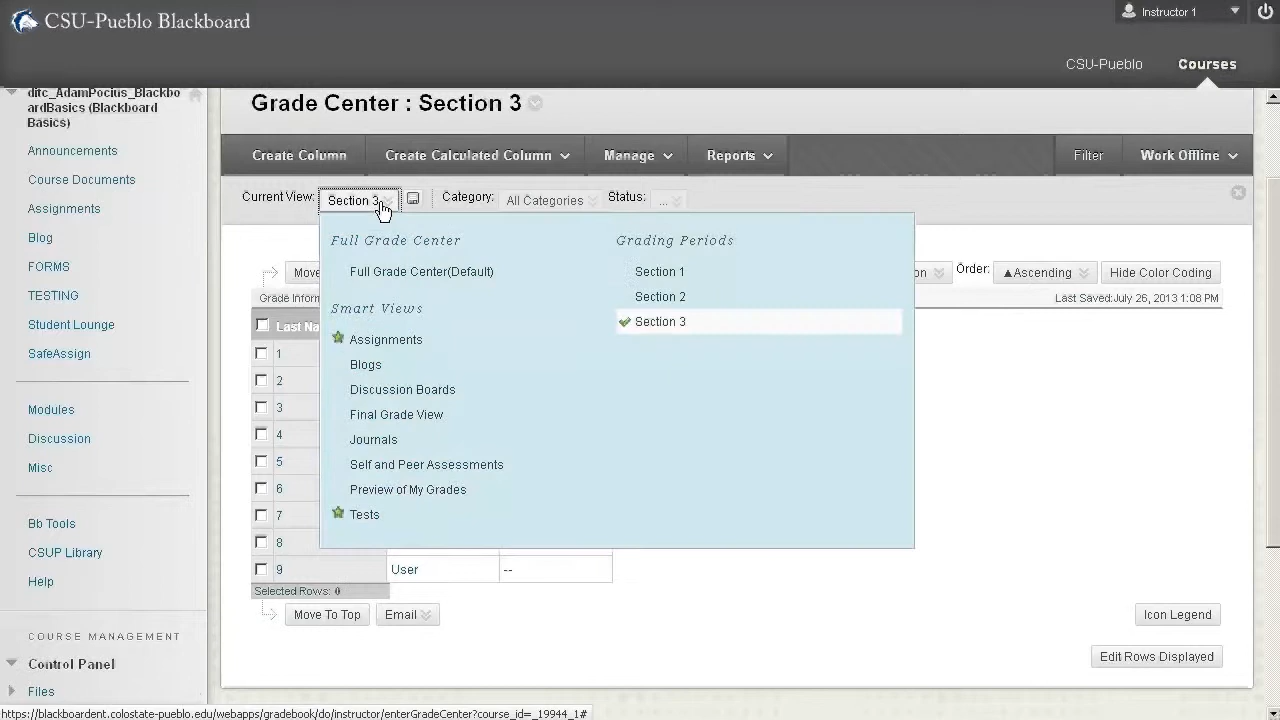 CSU-Pueblo Blackboard
Instructor 1
CSU-Pueblo
Courses
ditc_AdamPocius_Blackbo
ardBasics (Blackboard
Basics)
Announcements
Course Documents
Assignments
Blog
FORMS
TESTING
Student Lounge
SafeAssign
Modules
Discussion
Misc
Bb Tools
CSUP Library
Help
COURSE MANAGEMENT
Control Panel
Files
Grade Center : Section 3
Create Column
Create Calculated Column
Manage
Reports
Filter
Work Offline
Current View:
Section 3
Category:
All Categories
Status:
...
Full Grade Center
Full Grade Center(Default)
Smart Views
Assignments
Blogs
Discussion Boards
Final Grade View
Journals
Self and Peer Assessments
Preview of My Grades
Tests
Grading Periods
Section 1
Section 2
Section 3
Move
on
Order:
▲Ascending
Hide Color Coding
Grade Inform
Last Saved:July 26, 2013 1:08 PM
Last Na
1
2
3
4
5
6
7
8
9
User
--
Selected Rows: 0
Move To Top
Email
Icon Legend
Edit Rows Displayed
https://blackboardent.colostate-pueblo.edu/webapps/gradebook/do/instructor/enterGradeCenter?course_id=_19944_1#